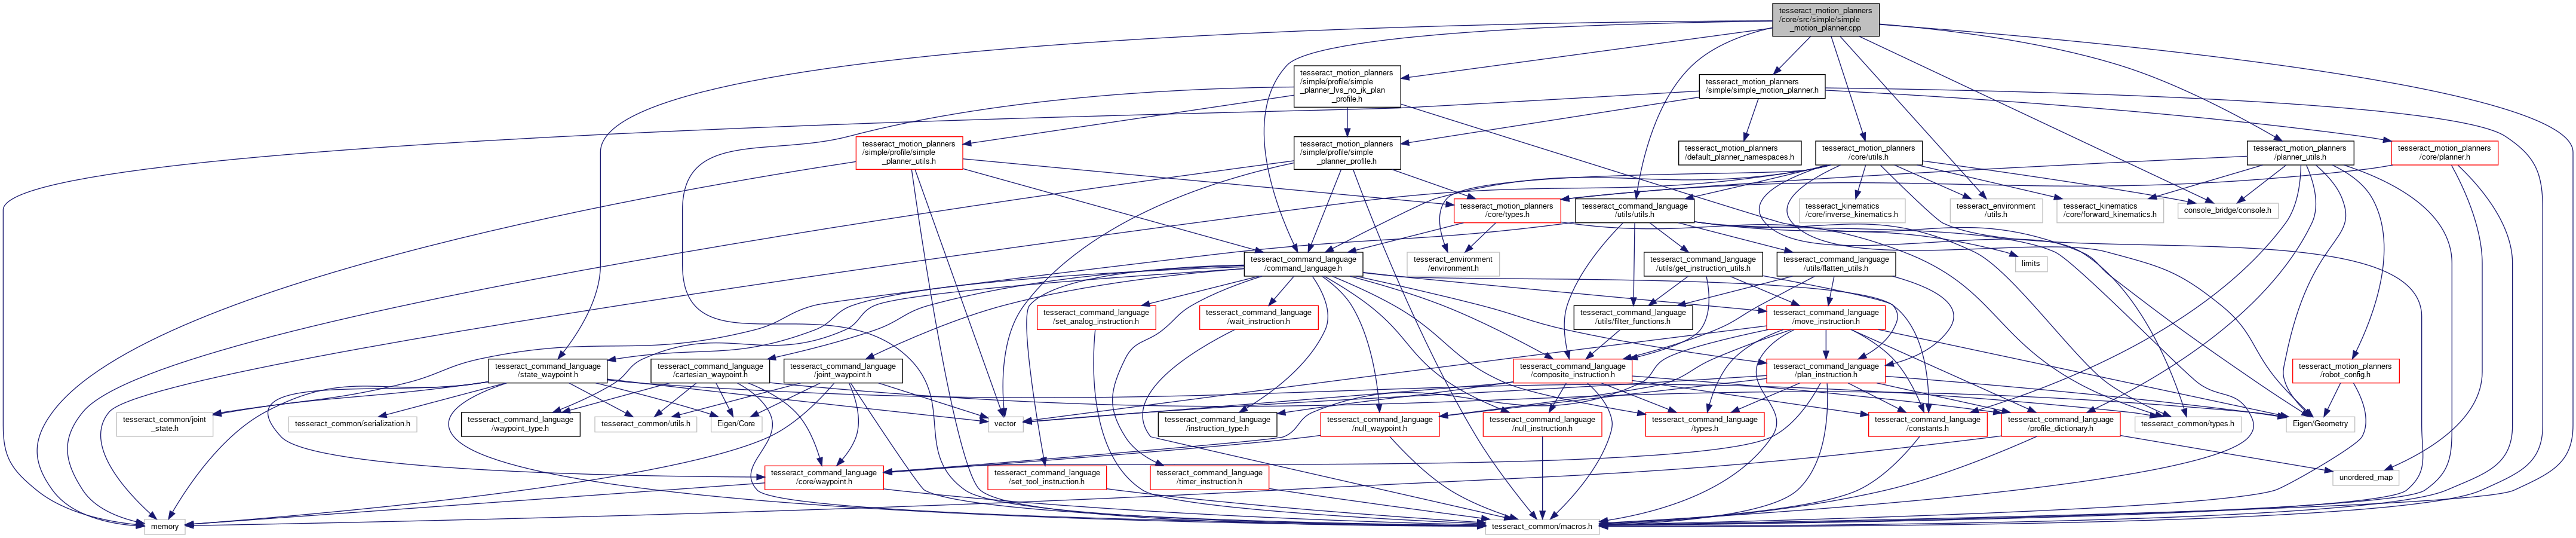 tesseract_motion_planners
/core/src/simple/simple
_motion_planner.cpp
tesseract_motion_planners
/simple/profile/simple
_planner_lvs_no_ik_plan
_profile.h
tesseract_motion_planners
/simple/simple_motion_planner.h
tesseract_motion_planners
/simple/profile/simple
_planner_utils.h
tesseract_motion_planners
/simple/profile/simple
_planner_profile.h
tesseract_motion_planners
/default_planner_namespaces.h
tesseract_motion_planners
/core/utils.h
tesseract_motion_planners
/planner_utils.h
tesseract_motion_planners
/core/planner.h
tesseract_motion_planners
/core/types.h
tesseract_command_language
/utils/utils.h
tesseract_kinematics
/core/inverse_kinematics.h
tesseract_environment
/utils.h
tesseract_kinematics
/core/forward_kinematics.h
console_bridge/console.h
tesseract_command_language
/command_language.h
tesseract_environment
/environment.h
tesseract_command_language
/utils/get_instruction_utils.h
tesseract_command_language
/utils/flatten_utils.h
limits
tesseract_command_language
/set_analog_instruction.h
tesseract_command_language
/wait_instruction.h
tesseract_command_language
/utils/filter_functions.h
tesseract_command_language
/move_instruction.h
tesseract_command_language
/state_waypoint.h
tesseract_command_language
/cartesian_waypoint.h
tesseract_command_language
/joint_waypoint.h
tesseract_command_language
/composite_instruction.h
tesseract_command_language
/plan_instruction.h
tesseract_motion_planners
/robot_config.h
tesseract_common/joint
_state.h
tesseract_common/serialization.h
tesseract_command_language
/waypoint_type.h
tesseract_common/utils.h
Eigen/Core
vector
tesseract_command_language
/instruction_type.h
tesseract_command_language
/null_waypoint.h
tesseract_command_language
/null_instruction.h
tesseract_command_language
/types.h
tesseract_command_language
/constants.h
tesseract_command_language
/profile_dictionary.h
tesseract_common/types.h
Eigen/Geometry
tesseract_command_language
/core/waypoint.h
tesseract_command_language
/set_tool_instruction.h
tesseract_command_language
/timer_instruction.h
unordered_map
memory
tesseract_common/macros.h